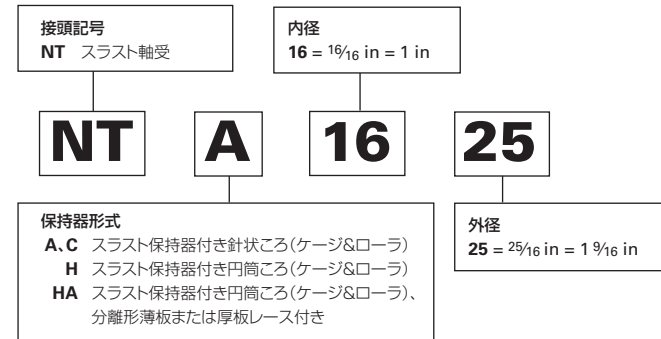 接頭記号
NT スラスト軸受
内径
16 = 16/16 in = 1 in
NT A 16 25
保持器形式
A、C スラスト保持器付き針状ころ(ケージ&ローラ)
H スラスト保持器付き円筒ころ(ケージ&ローラ)
HA スラスト保持器付き円筒ころ(ケージ&ローラ)、
分離形薄板または厚板レース付き
外径
25 = 25/16 in = 1 9/16 in